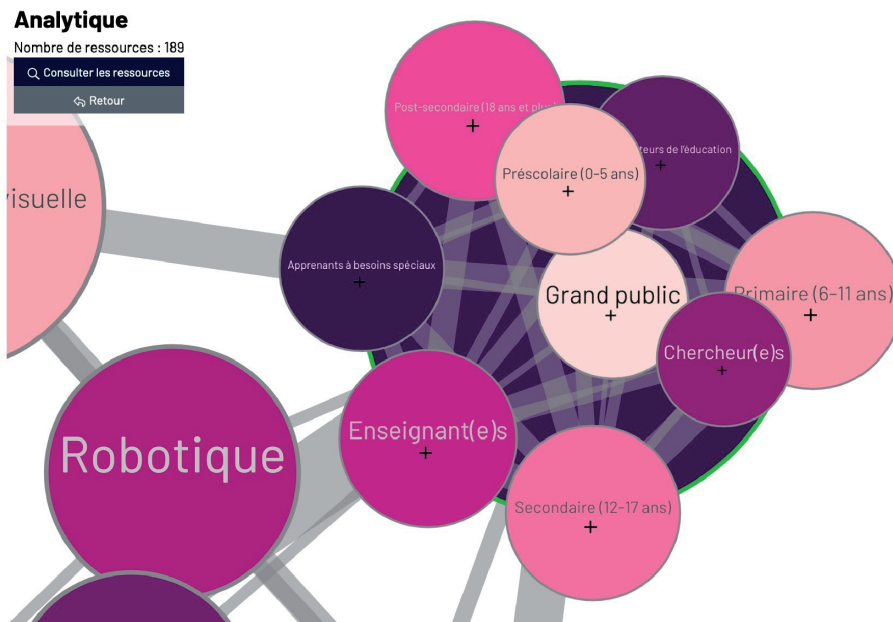 Analytique
Nombre de ressources : 189
Consulter les ressources
Retour
Post-secondaire (18 ans et plus)
Préscolaire (0-5 ans)
teurs de l'éducation
visuelle
Apprenants à besoins spéciaux
Grand public
Primaire (6-11 ans)
Chercheur(e)s
Enseignant(e)s
Robotique
Secondaire (12-17 ans)